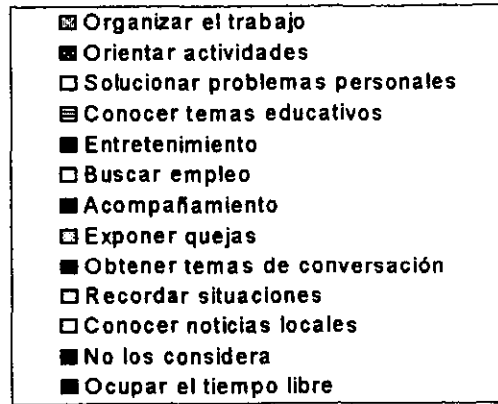 Organizar el trabajo
Orientar actividades
Solucionar problemas personales
Conocer temas educativos
Entretenimiento
Buscar empleo
Acompañamiento
Exponer quejas
Obtener temas de conversación
Recordar situaciones
Conocer noticias locales
No los considera
Ocupar el tiempo libre